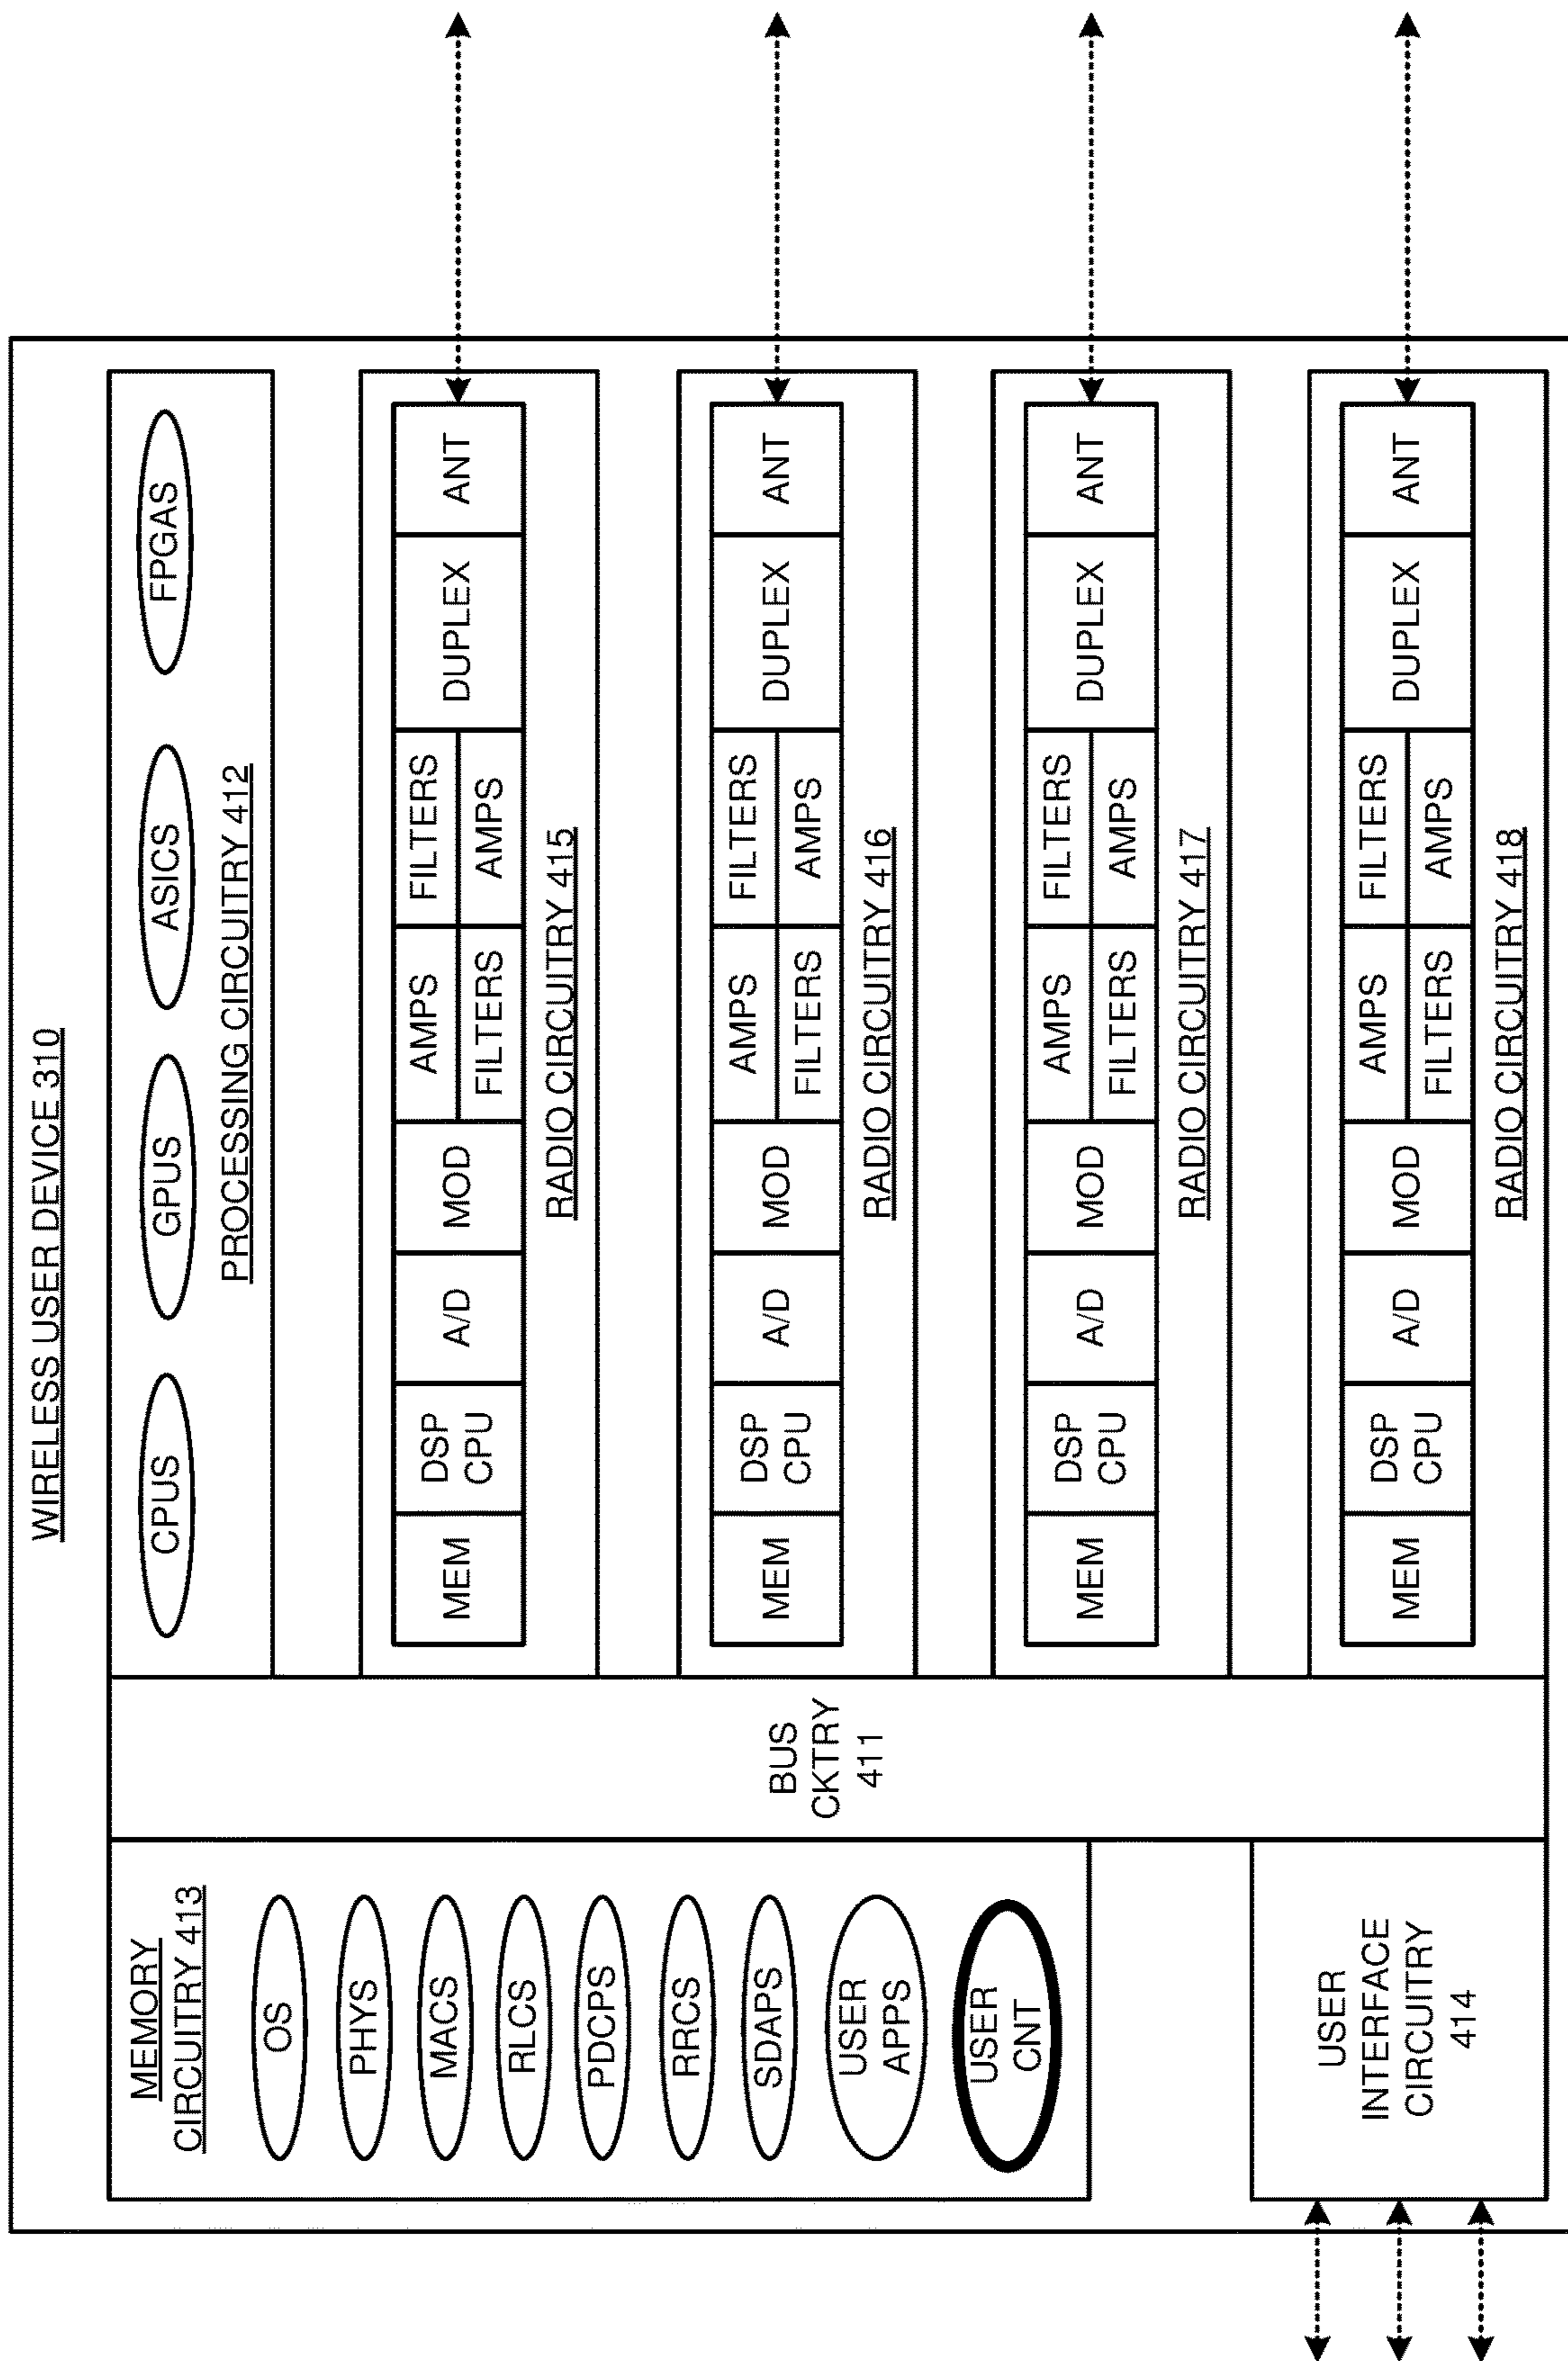 WIRELESS USER DEVICE 310
MEMORY
CIRCUITRY 413
OS
PHYS
MACS
RLCS
PDCPS
RRCS
SDAPS
USER
APPS
USER
CNT
USER
INTERFACE
CIRCUITRY
414
BUS
CKTRY
411
CPUS
GPUS
ASICS
FPGAS
PROCESSING CIRCUITRY 412
MEM
DSP
CPU
A/D
MOD
AMPS
FILTERS
FILTERS
AMPS
DUPLEX
ANT
RADIO CIRCUITRY 415
MEM
DSP
CPU
A/D
MOD
AMPS
FILTERS
FILTERS
AMPS
DUPLEX
ANT
RADIO CIRCUITRY 416
MEM
DSP
CPU
A/D
MOD
AMPS
FILTERS
FILTERS
AMPS
DUPLEX
ANT
RADIO CIRCUITRY 417
MEM
DSP
CPU
A/D
MOD
AMPS
FILTERS
FILTERS
AMPS
DUPLEX
ANT
RADIO CIRCUITRY 418